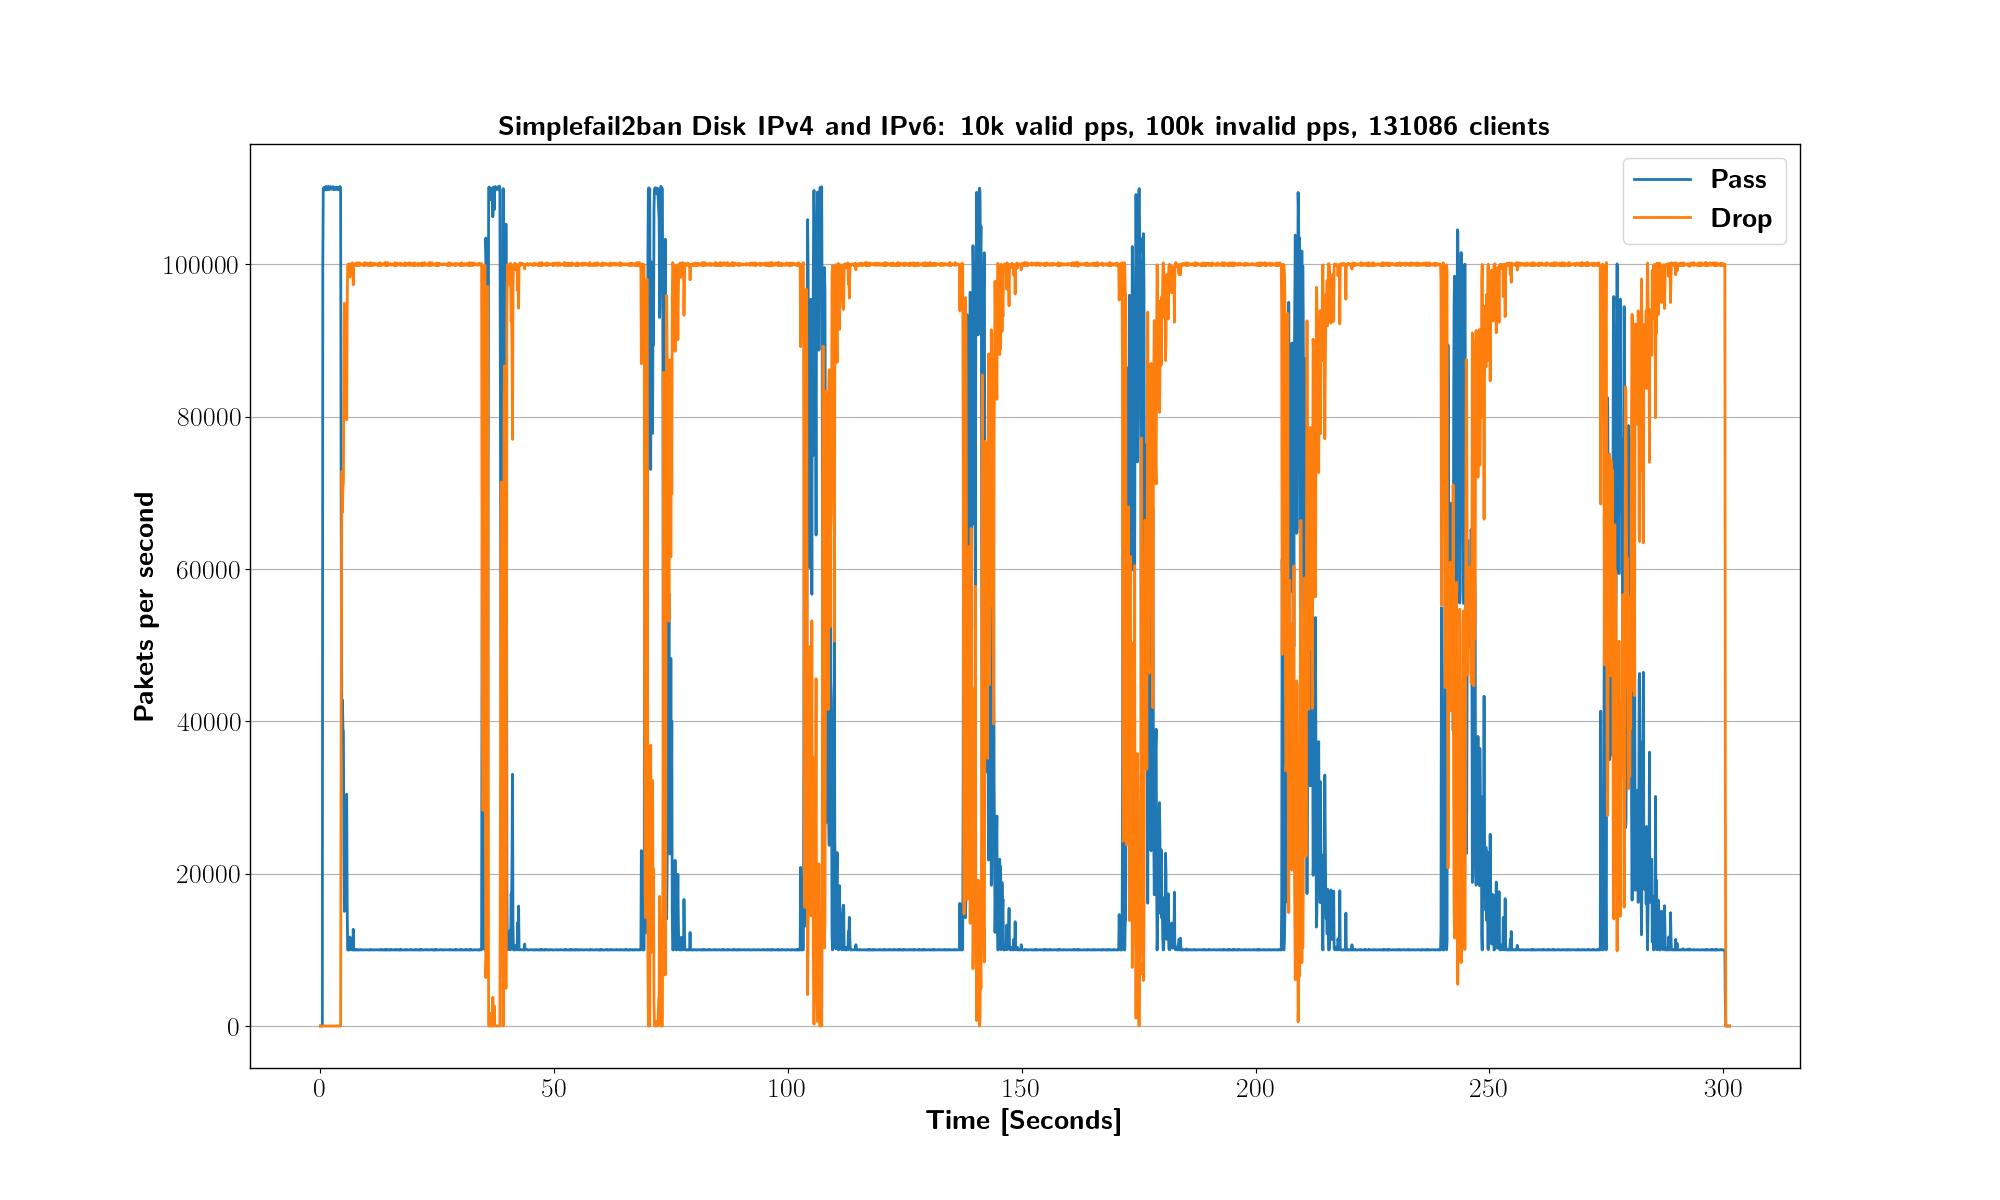 Simplefail2ban Disk IPv4 and IPv6: 10k valid pps, 100k invalid pps, 131086 clients
Pass
Drop
Pakets per second
100000
80000
60000
40000
20000
0
0 50 100 150 200 250 300
Time [Seconds]